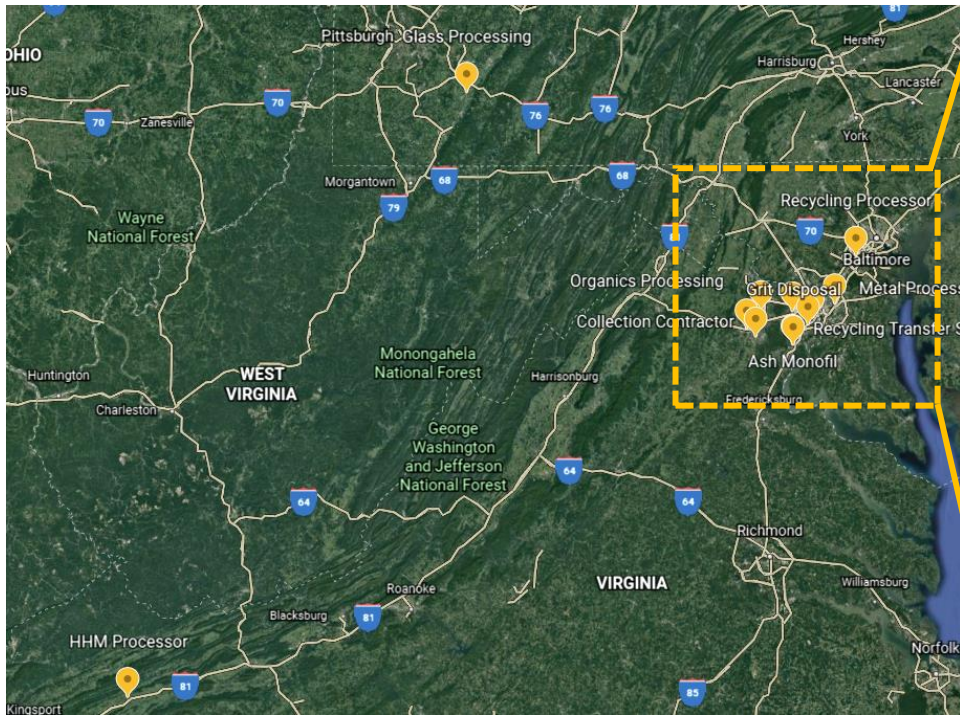 81
Hershey
Pittsburgh
Glass Processing
OHIO
Harrisburg
Lancaster
70
70
76
76
Zanesville
York
Morgantown
68
68
79
Wayne
National Forest
Recycling Processor
70
Baltimore
Organics Processing
Grit Disposal
Metal Process
Collection Contractor
Recycling Transfer S
Monongahela
National Forest
Ash Monofil
Huntington
WEST
VIRGINIA
Harrisonburg
Charleston
Fredericksburg
George
Washington
and Jefferson
National Forest
64
64
64
Richmond
Roanoke
VIRGINIA
Williamsburg
Blacksburg
81
HHM Processor
Norfolk
81
85
Kingsport